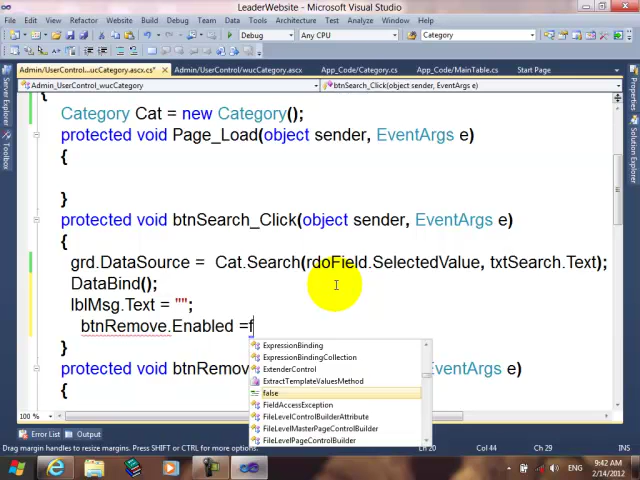 LeaderWebsite - Microsoft Visual Studio
File Edit View Refactor Website Build Debug Team Data Tools Architecture Test Analyze Window Help
Debug Any CPU Category
Admin/UserControl...ucCategory.ascx.cs* Admin/UserControl/wucCategory.ascx App_Code/Category.cs App_Code/MainTable.cs Start Page
Admin_UserControl_wucCategory btnSearch_Click(object sender, EventArgs e)
Server Explorer
Toolbox
Properties
Solution Explorer
{
Category Cat = new Category();
protected void Page_Load(object sender, EventArgs e)
{
}
protected void btnSearch_Click(object sender, EventArgs e)
{
grd.DataSource = Cat.Search(rdoField.SelectedValue, txtSearch.Text);
DataBind();
lblMsg.Text = "";
btnRemove.Enabled =f
}
ExpressionBinding
ExpressionBindingCollection
ExtenderControl
ExtractTemplateValuesMethod
false
FieldAccessException
FileLevelControlBuilderAttribute
FileLevelMasterPageControlBuilder
FileLevelPageControlBuilder
protected void btnRemov EventArgs e)
{
100 %
Error List Output
Drag margin handles to resize margins. Press SHIFT or CTRL for more options. Ln 20 Col 44 Ch 29 INS
ENG 9:42 AM
2/14/2012